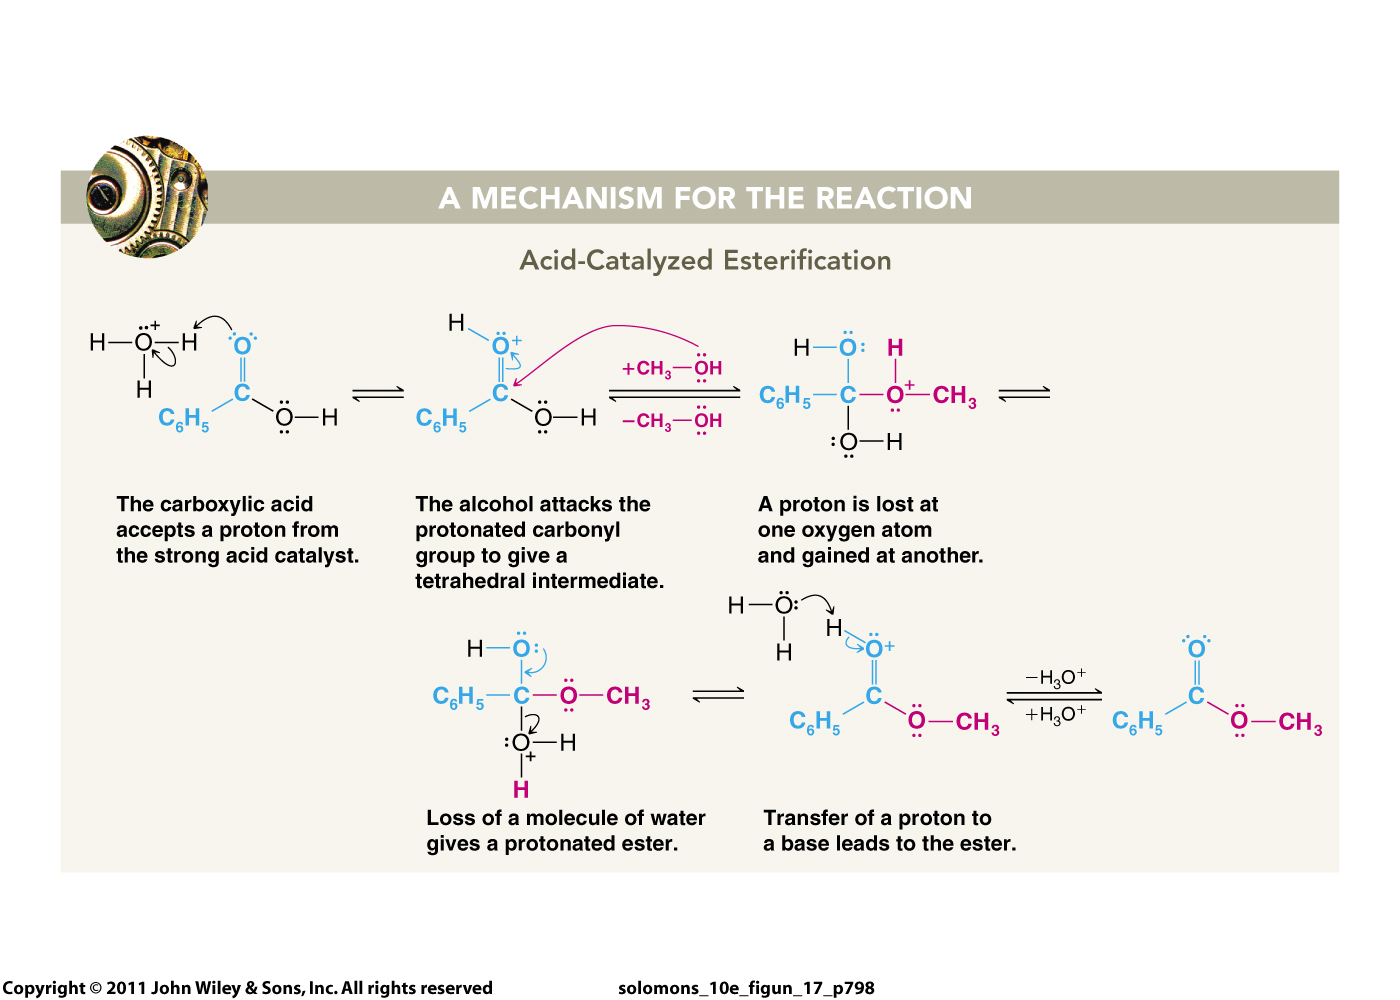 A MECHANISM FOR THE REACTION
Acid-Catalyzed Esterification
H—Ö⁺—H
H
:O:
C
C₆H₅
Ö—H
H
Ö⁺
C
C₆H₅
Ö—H
+CH₃—ÖH
−CH₃—ÖH
H—Ö:
H
C₆H₅—C—O⁺—CH₃
:O—H
The carboxylic acid
accepts a proton from
the strong acid catalyst.
The alcohol attacks the
protonated carbonyl
group to give a
tetrahedral intermediate.
A proton is lost at
one oxygen atom
and gained at another.
H—Ö:
C₆H₅—C—Ö—CH₃
:O⁺—H
H
Loss of a molecule of water
gives a protonated ester.
H—Ö:
H
H
Ö⁺
C
C₆H₅
Ö—CH₃
−H₃O⁺
+H₃O⁺
:O:
C
C₆H₅
Ö—CH₃
Transfer of a proton to
a base leads to the ester.
Copyright © 2011 John Wiley & Sons, Inc. All rights reserved
solomons_10e_figun_17_p798